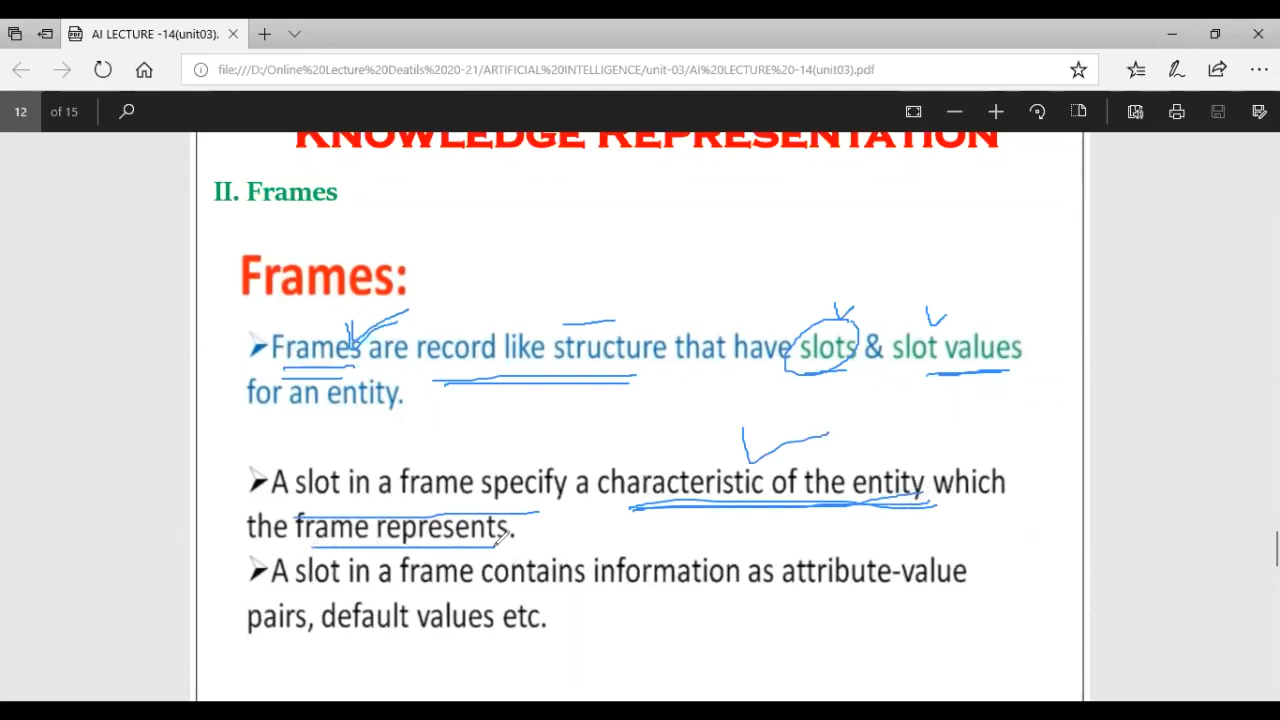 AI LECTURE -14(unit03).
file:///D:/Online%20Lecture%20Deatils%2020-21/ARTIFICIAL%20INTELLIGENCE/unit-03/AI%20LECTURE%20-14(unit03).pdf
12 of 15
KNOWLEDGE REPRESENTATION
II. Frames
Frames:
➤Frames are record like structure that have slots & slot values
for an entity.
➤A slot in a frame specify a characteristic of the entity which
the frame represents.
➤A slot in a frame contains information as attribute-value
pairs, default values etc.